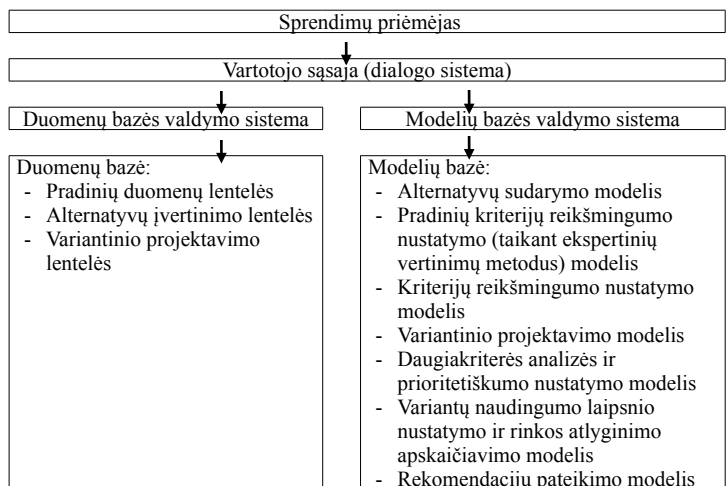 Sprendimų priėmėjas
Vartotojo sąsaja (dialogo sistema)
Duomenų bazės valdymo sistema
Modelių bazės valdymo sistema
Duomenų bazė:
- Pradinių duomenų lentelės
- Alternatyvų įvertinimo lentelės
- Variantinio projektavimo
lentelės
Modelių bazė:
- Alternatyvų sudarymo modelis
- Pradinių kriterijų reikšmingumo
nustatymo (taikant ekspertinių
vertinimų metodus) modelis
- Kriterijų reikšmingumo nustatymo
modelis
- Variantinio projektavimo modelis
- Daugiakriterės analizės ir
prioritetiškumo nustatymo modelis
- Variantų naudingumo laipsnio
nustatymo ir rinkos atlyginimo
apskaičiavimo modelis
- Rekomendacijų pateikimo modelis